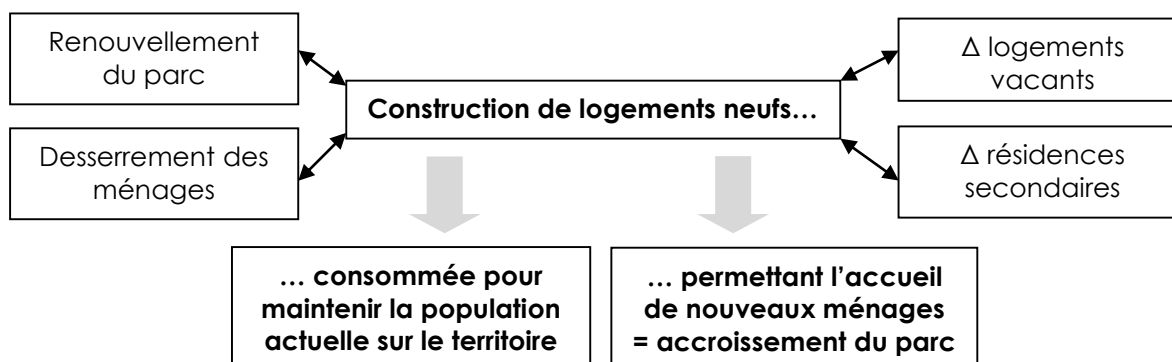 Renouvellement
du parc
Δ logements
vacants
Construction de logements neufs…
Desserrement des
ménages
Δ résidences
secondaires
… consommée pour
maintenir la population
actuelle sur le territoire
… permettant l’accueil
de nouveaux ménages
= accroissement du parc